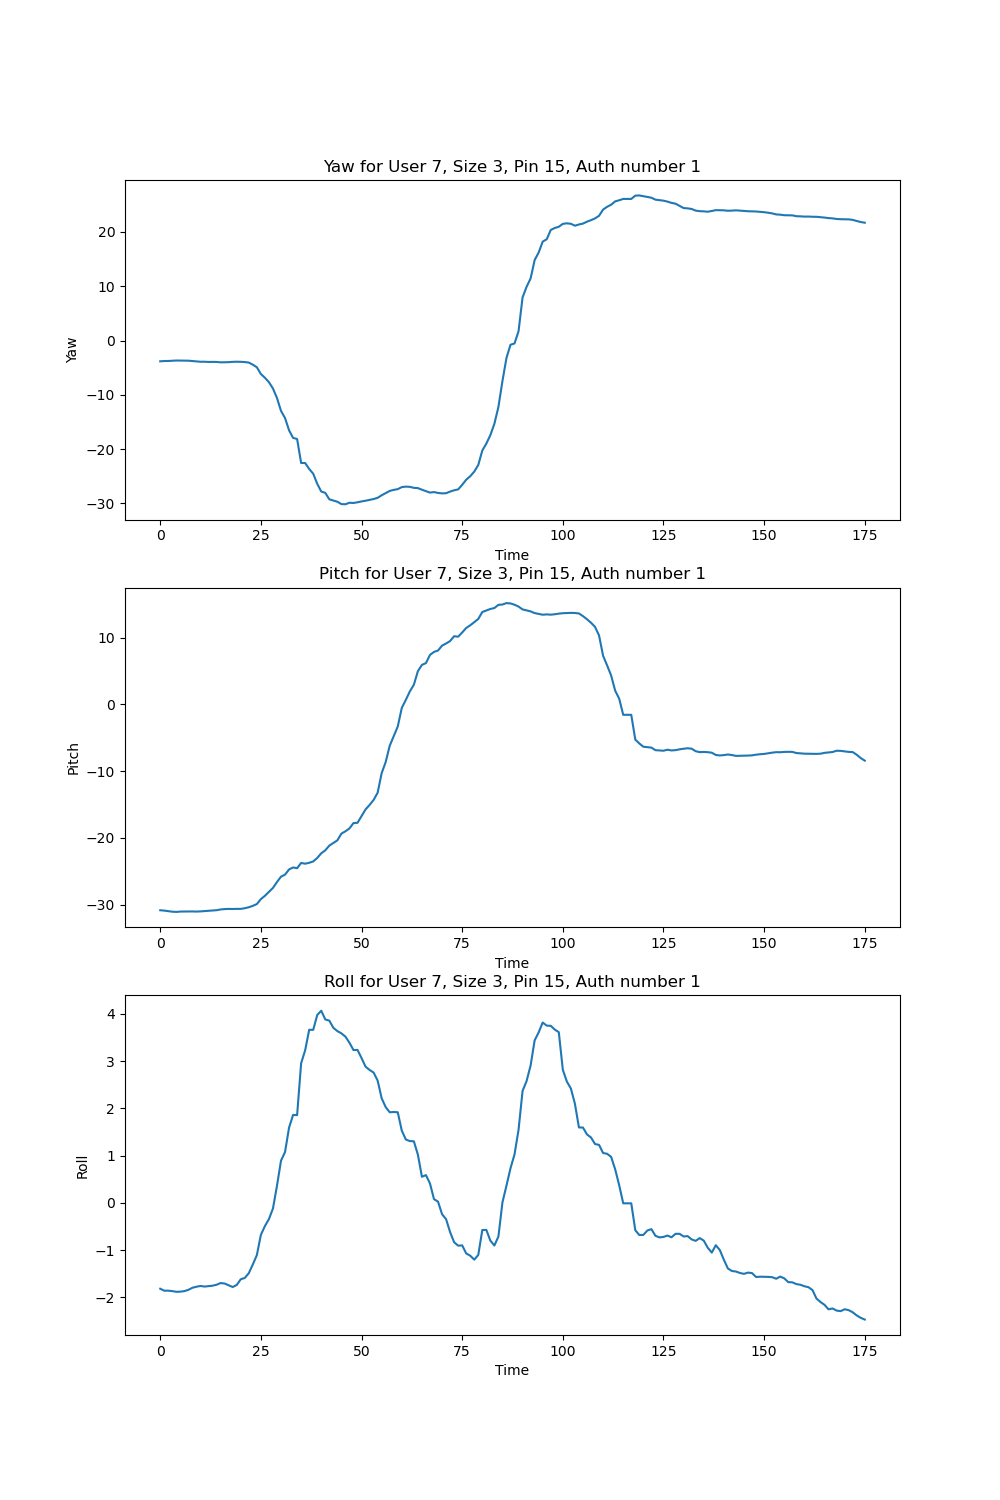 Yaw for User 7, Size 3, Pin 15, Auth number 1
20
10
0
−10
−20
−30
Yaw
0 25 50 75 100 125 150 175
Time
Pitch for User 7, Size 3, Pin 15, Auth number 1
10
0
−10
−20
−30
Pitch
0 25 50 75 100 125 150 175
Time
Roll for User 7, Size 3, Pin 15, Auth number 1
4
3
2
1
0
−1
−2
Roll
0 25 50 75 100 125 150 175
Time